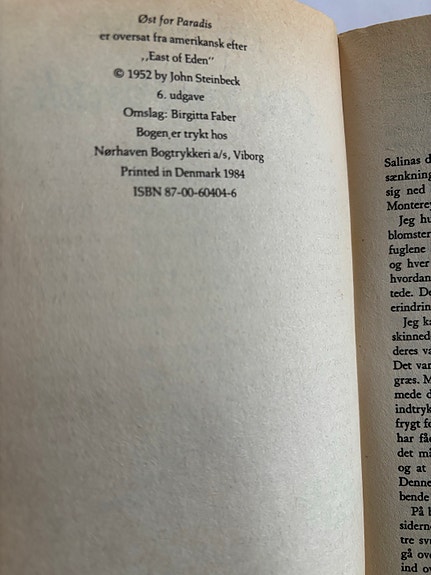 Øst for Paradis
er oversat fra amerikansk efter
„East of Eden"
© 1952 by John Steinbeck
6. udgave
Omslag: Birgitta Faber
Bogen er trykt hos
Nørhaven Bogtrykkeri a/s, Viborg
Printed in Denmark 1984
ISBN 87-00-60404-6
Salinas d
sænkning
sig ned
Monterey
Jeg hu
blomster
fuglene
og hver
hvordan
tede. De
erindrin
Jeg ka
skinned
deres va
Det var
græs. M
mede d
indtryk
frygt fo
har få
det mi
og at
Denne
bende
På b
siderne
tre sv
gå ove
ind ov